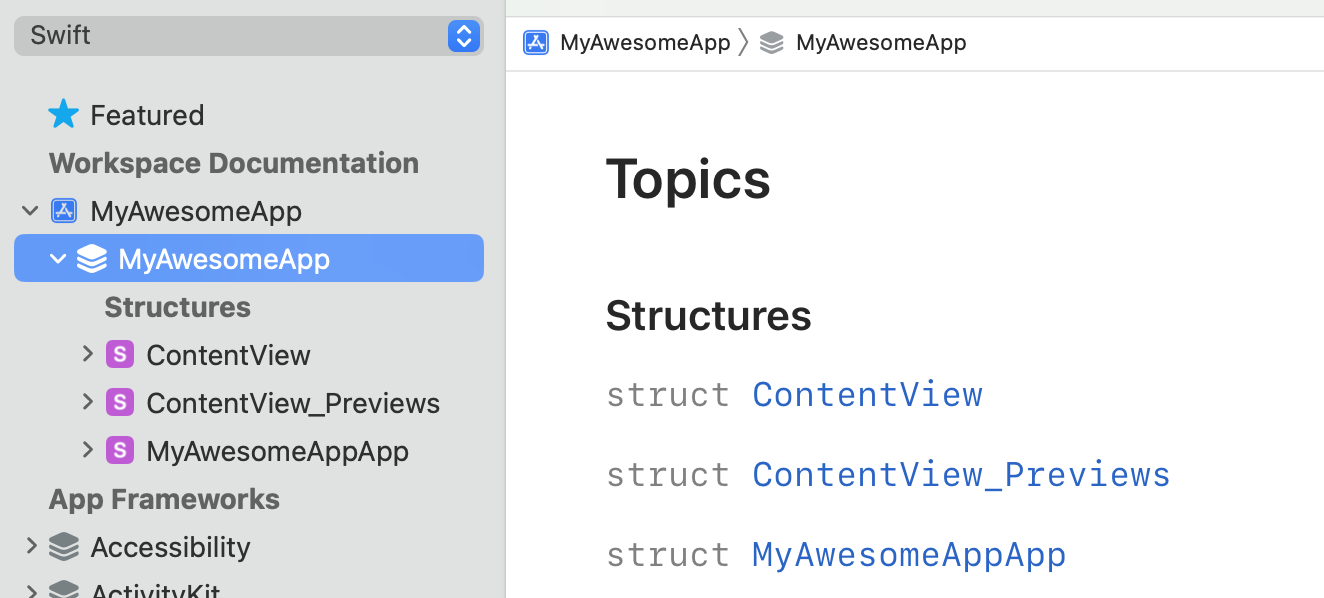 Swift
Featured
Workspace Documentation
MyAwesomeApp
MyAwesomeApp
Structures
S ContentView
S ContentView_Previews
S MyAwesomeAppApp
App Frameworks
Accessibility
ActivityKit
MyAwesomeApp MyAwesomeApp
Topics
Structures
struct ContentView
struct ContentView_Previews
struct MyAwesomeAppApp